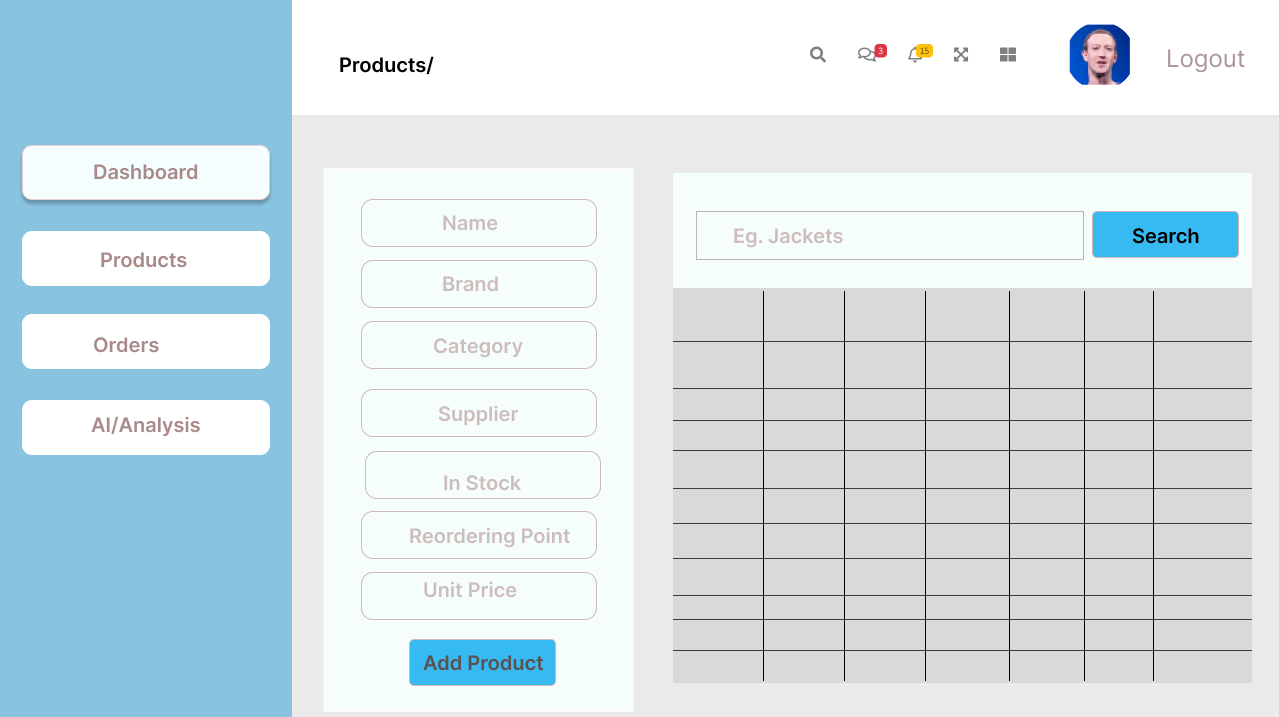 Products/
3
15
Logout
Dashboard
Products
Orders
AI/Analysis
Name
Brand
Category
Supplier
In Stock
Reordering Point
Unit Price
Add Product
Eg. Jackets
Search